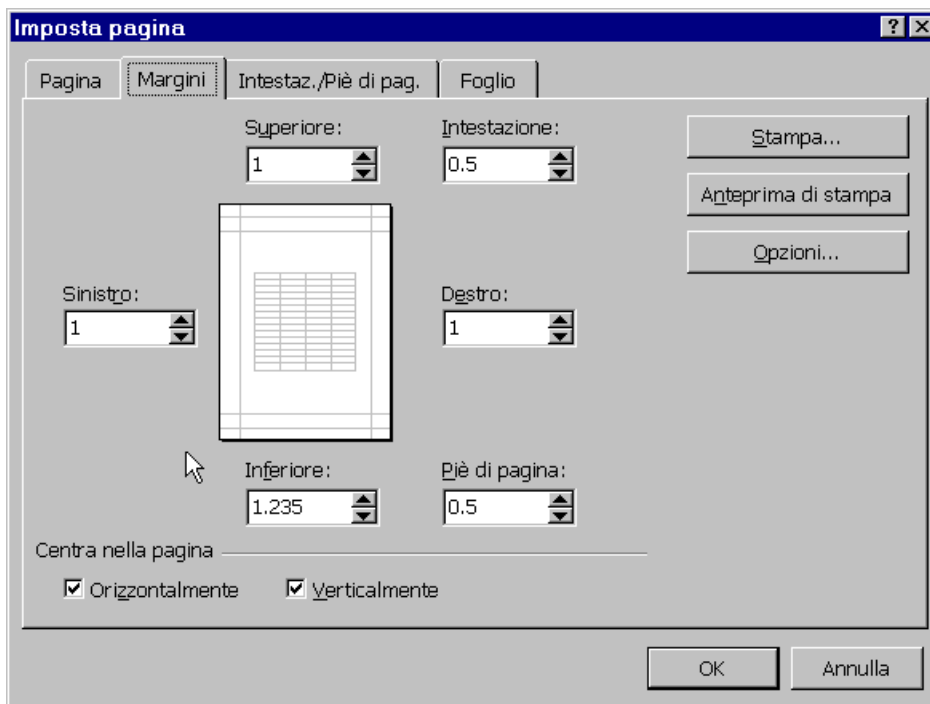 Imposta pagina
Pagina Margini Intestaz./Piè di pag. Foglio
Superiore: Intestazione:
1 0.5
Stampa...
Anteprima di stampa
Opzioni...
Sinistro: Destro:
1 1
Inferiore: Piè di pagina:
1.235 0.5
Centra nella pagina
Orizzontalmente Verticalmente
OK Annulla